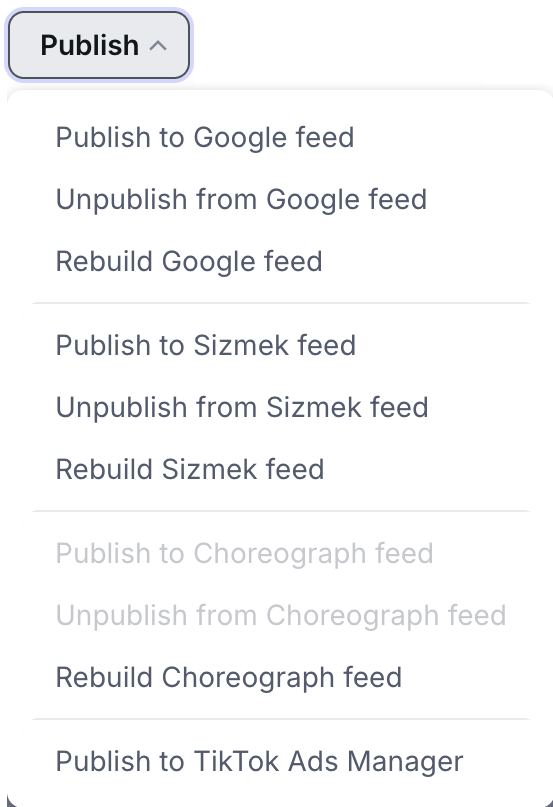 Publish
Publish to Google feed
Unpublish from Google feed
Rebuild Google feed
Publish to Sizmek feed
Unpublish from Sizmek feed
Rebuild Sizmek feed
Publish to Choreograph feed
Unpublish from Choreograph feed
Rebuild Choreograph feed
Publish to TikTok Ads Manager